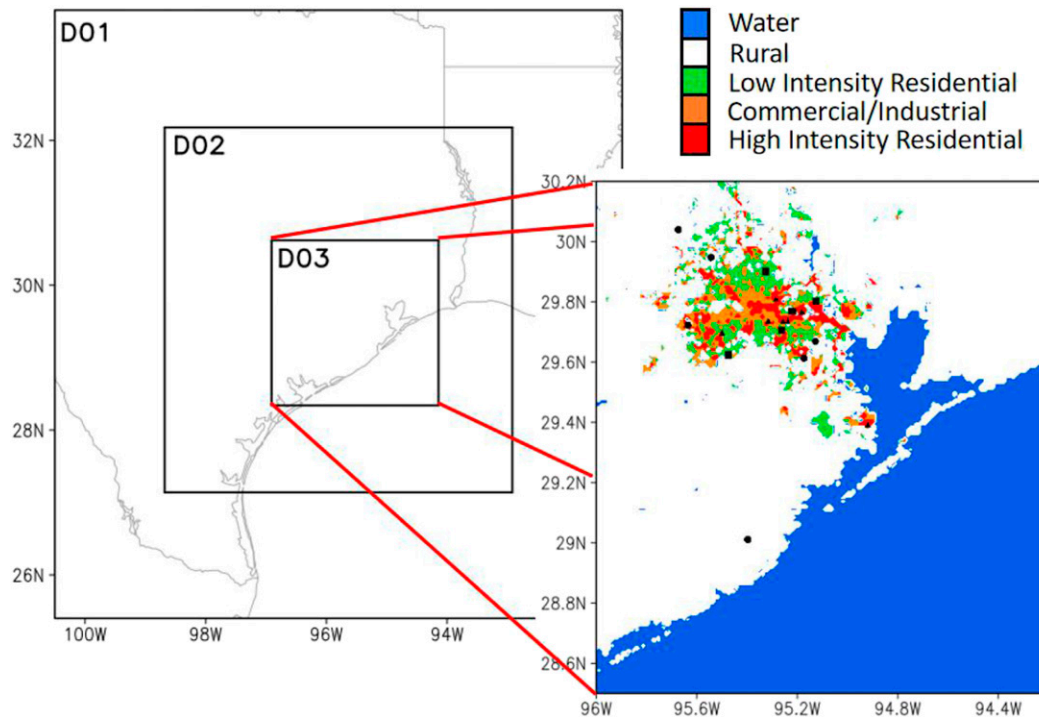 D01
D02
D03
32N
30N
28N
26N
100W
98W
96W
94W
Water
Rural
Low Intensity Residential
Commercial/Industrial
High Intensity Residential
30.2N
30N
29.8N
29.6N
29.4N
29.2N
29N
28.8N
28.6N
96W
95.6W
95.2W
94.8W
94.4W